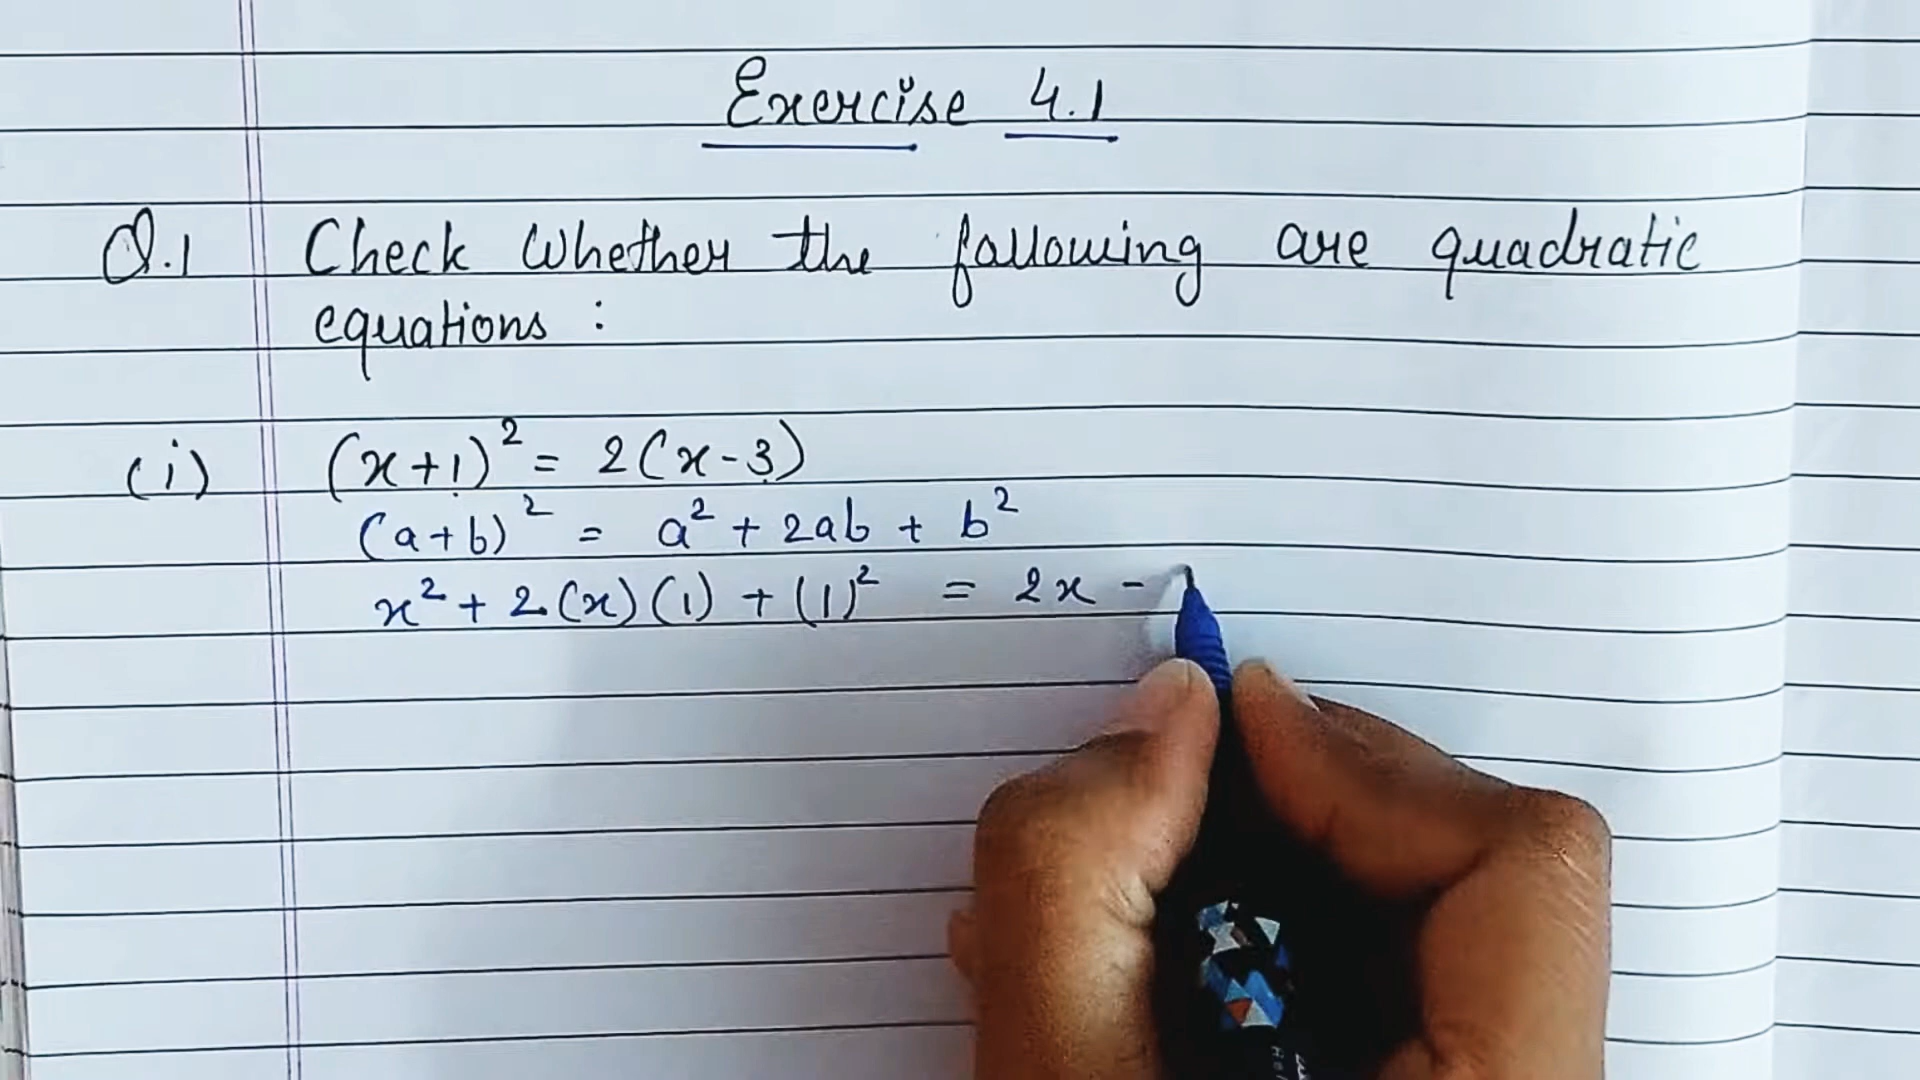 Exercise 4.1
Q.1 Check whether the following are quadratic
equations :
(i) (x+1)² = 2(x-3)
(a+b)² = a² + 2ab + b²
x² + 2(x)(1) + (1)² = 2x -